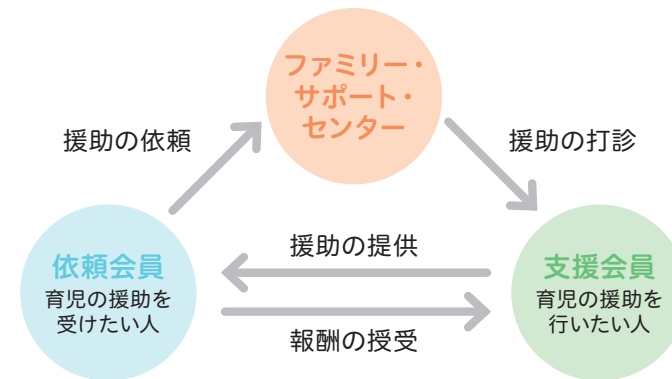 ファミリー・
サポート・
センター
援助の依頼
援助の打診
依頼会員
育児の援助を
受けたい人
援助の提供
報酬の授受
支援会員
育児の援助を
行いたい人